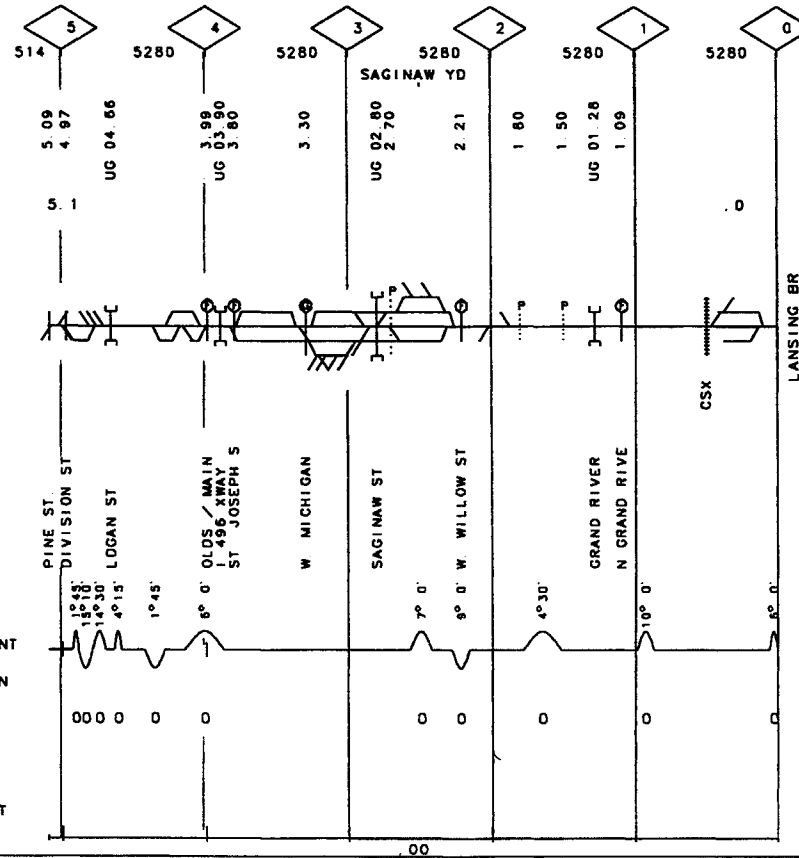 5 4 3 2 1 0
514 5280 5280 5280 5280 5280
SAGINAW YD
5.09
4.97
UG 04.66
3.99
UG 03.90
3.80
3.30
UG 02.80
2.70
2.21
1.80
1.50
UG 01.28
1.09
5.1
.0
P
F
F
G
P
F
P
P
F
CSX
LANSING BR
PINE ST.
DIVISION ST
LOGAN ST
OLDS / MAIN
I 496 XWAY
ST JOSEPH S
W. MICHIGAN
SAGINAW ST
W. WILLOW ST
GRAND RIVER
N GRAND RIVE
1° 45'
15° 10'
14° 30'
4° 15'
1° 45'
6° 0'
7° 0'
9° 0'
4° 30'
10° 0'
6° 0'
NT
N
0 0 0 0 0 0 0 0 0 0 0
T
.00